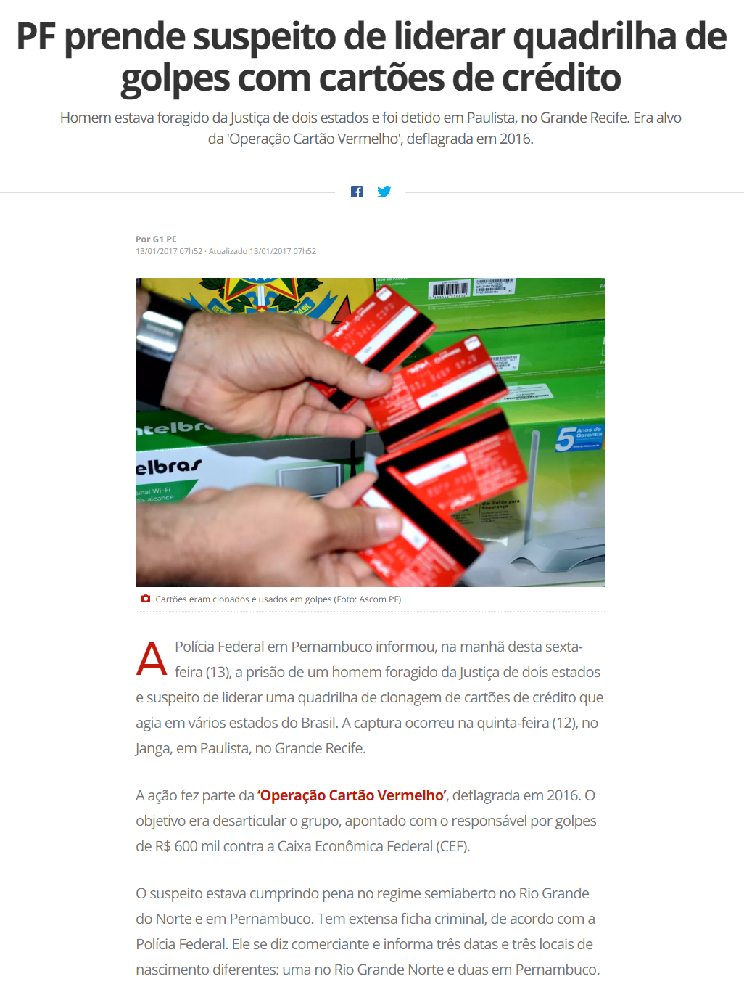 PF prende suspeito de liderar quadrilha de
golpes com cartões de crédito
Homem estava foragido da Justiça de dois estados e foi detido em Paulista, no Grande Recife. Era alvo
da 'Operação Cartão Vermelho', deflagrada em 2016.
Por G1 PE
13/01/2017 07h52 · Atualizado 13/01/2017 07h52
BRASIL
ntelbra
elbras
sinal Wi-Fi
ais alcance
5 Anos de
Garantia
Um Botão para
Segurança
Cartões eram clonados e usados em golpes (Foto: Ascom PF)
A Polícia Federal em Pernambuco informou, na manhã desta sexta-
feira (13), a prisão de um homem foragido da Justiça de dois estados
e suspeito de liderar uma quadrilha de clonagem de cartões de crédito que
agia em vários estados do Brasil. A captura ocorreu na quinta-feira (12), no
Janga, em Paulista, no Grande Recife.
A ação fez parte da ‘Operação Cartão Vermelho’, deflagrada em 2016. O
objetivo era desarticular o grupo, apontado com o responsável por golpes
de R$ 600 mil contra a Caixa Econômica Federal (CEF).
O suspeito estava cumprindo pena no regime semiaberto no Rio Grande
do Norte e em Pernambuco. Tem extensa ficha criminal, de acordo com a
Polícia Federal. Ele se diz comerciante e informa três datas e três locais de
nascimento diferentes: uma no Rio Grande Norte e duas em Pernambuco.